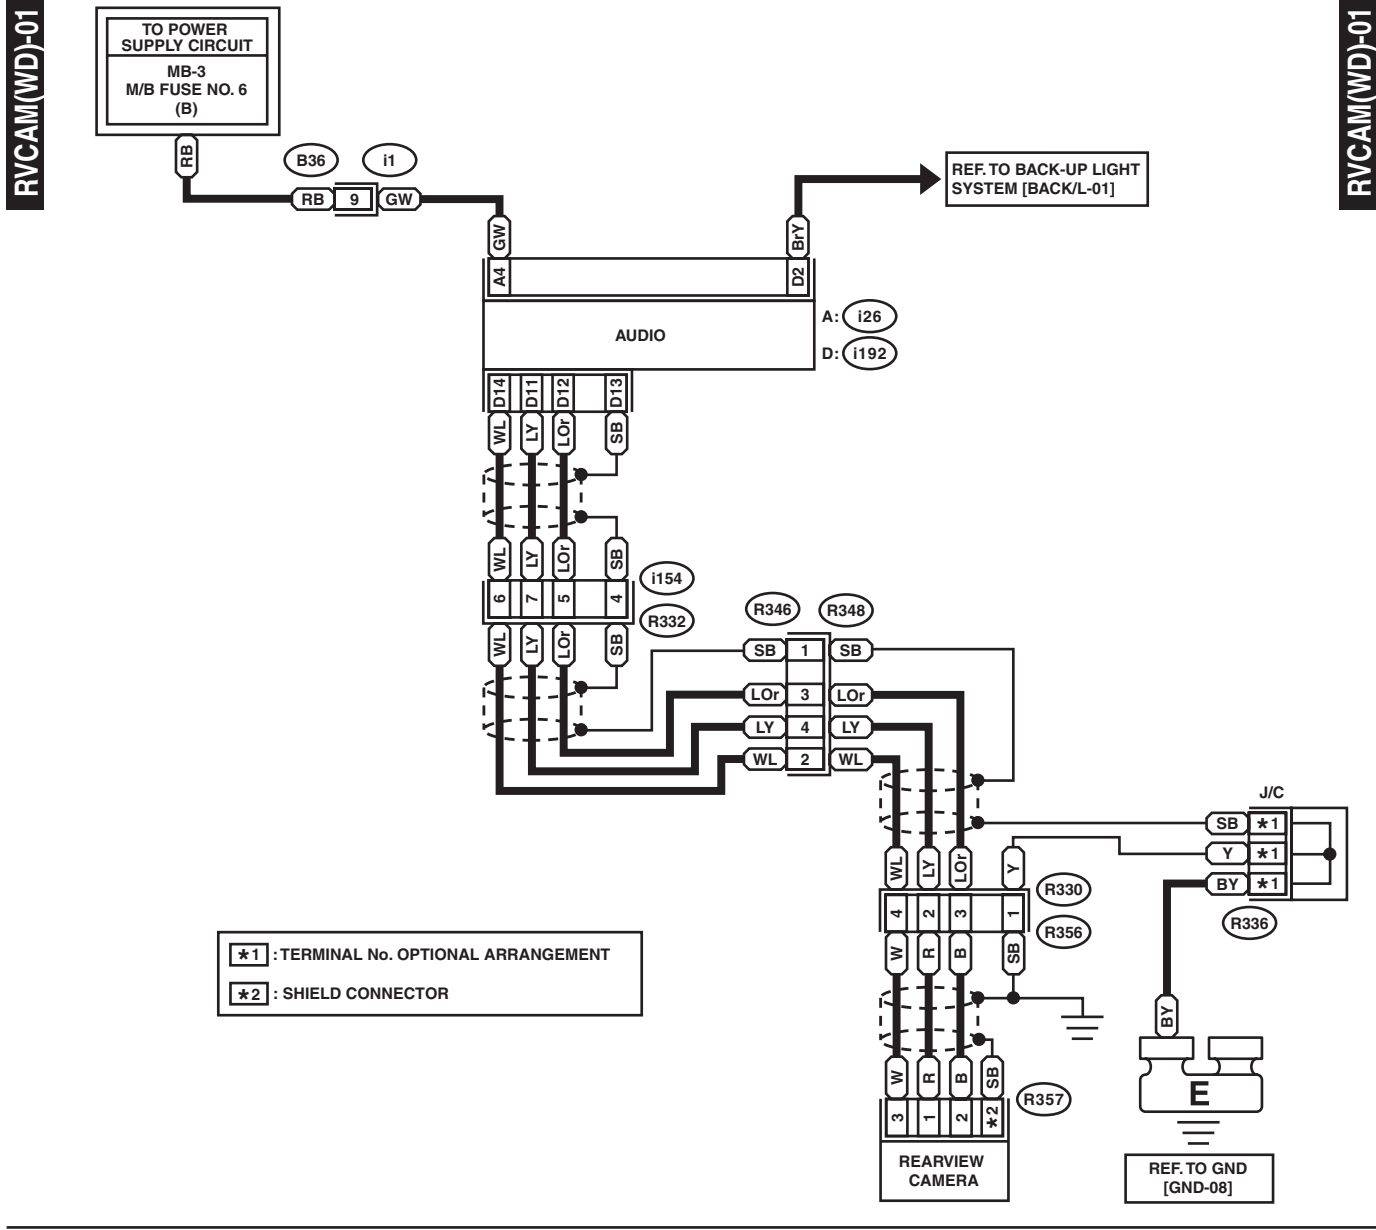 RVCAM(WD)-01
RVCAM(WD)-01
TO POWER
SUPPLY CIRCUIT
MB-3
M/B FUSE NO. 6
(B)
RB
B36
i1
RB
9
GW
REF. TO BACK-UP LIGHT
SYSTEM [BACK/L-01]
GW
BrY
A4
D2
AUDIO
A: i26
D: i192
D14
D11
D12
D13
WL
LY
LOr
SB
WL
LY
LOr
SB
i154
6
7
5
4
R332
WL
LY
LOr
SB
R346
R348
SB
1
SB
LOr
3
LOr
LY
4
LY
WL
2
WL
J/C
SB
*1
Y
*1
BY
*1
R336
WL
LY
LOr
Y
R330
4
2
3
1
R356
W
R
B
SB
*1 : TERMINAL No. OPTIONAL ARRANGEMENT
*2 : SHIELD CONNECTOR
BY
E
W
R
B
SB
R357
3
1
2
*2
REARVIEW
CAMERA
REF. TO GND
[GND-08]